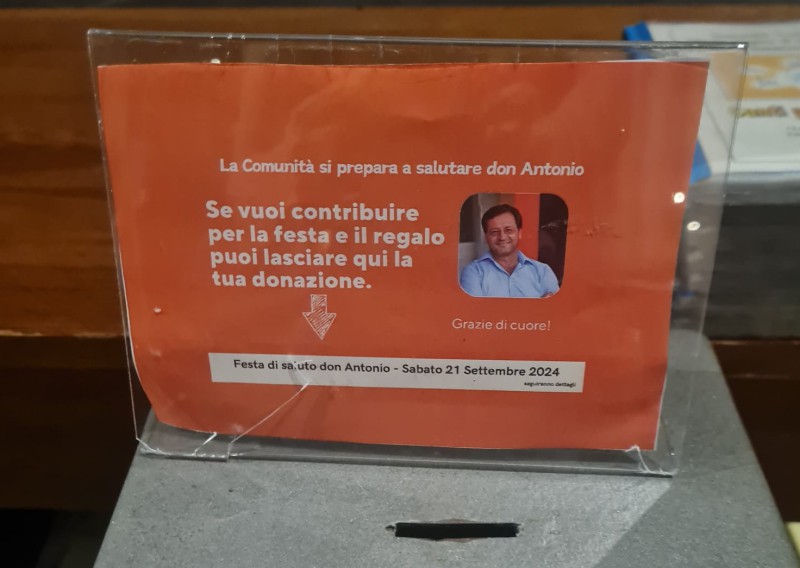 La Comunità si prepara a salutare don Antonio
Se vuoi contribuire
per la festa e il regalo
puoi lasciare qui la
tua donazione.
Grazie di cuore!
Festa di saluto don Antonio - Sabato 21 Settembre 2024
seguiranno dettagli